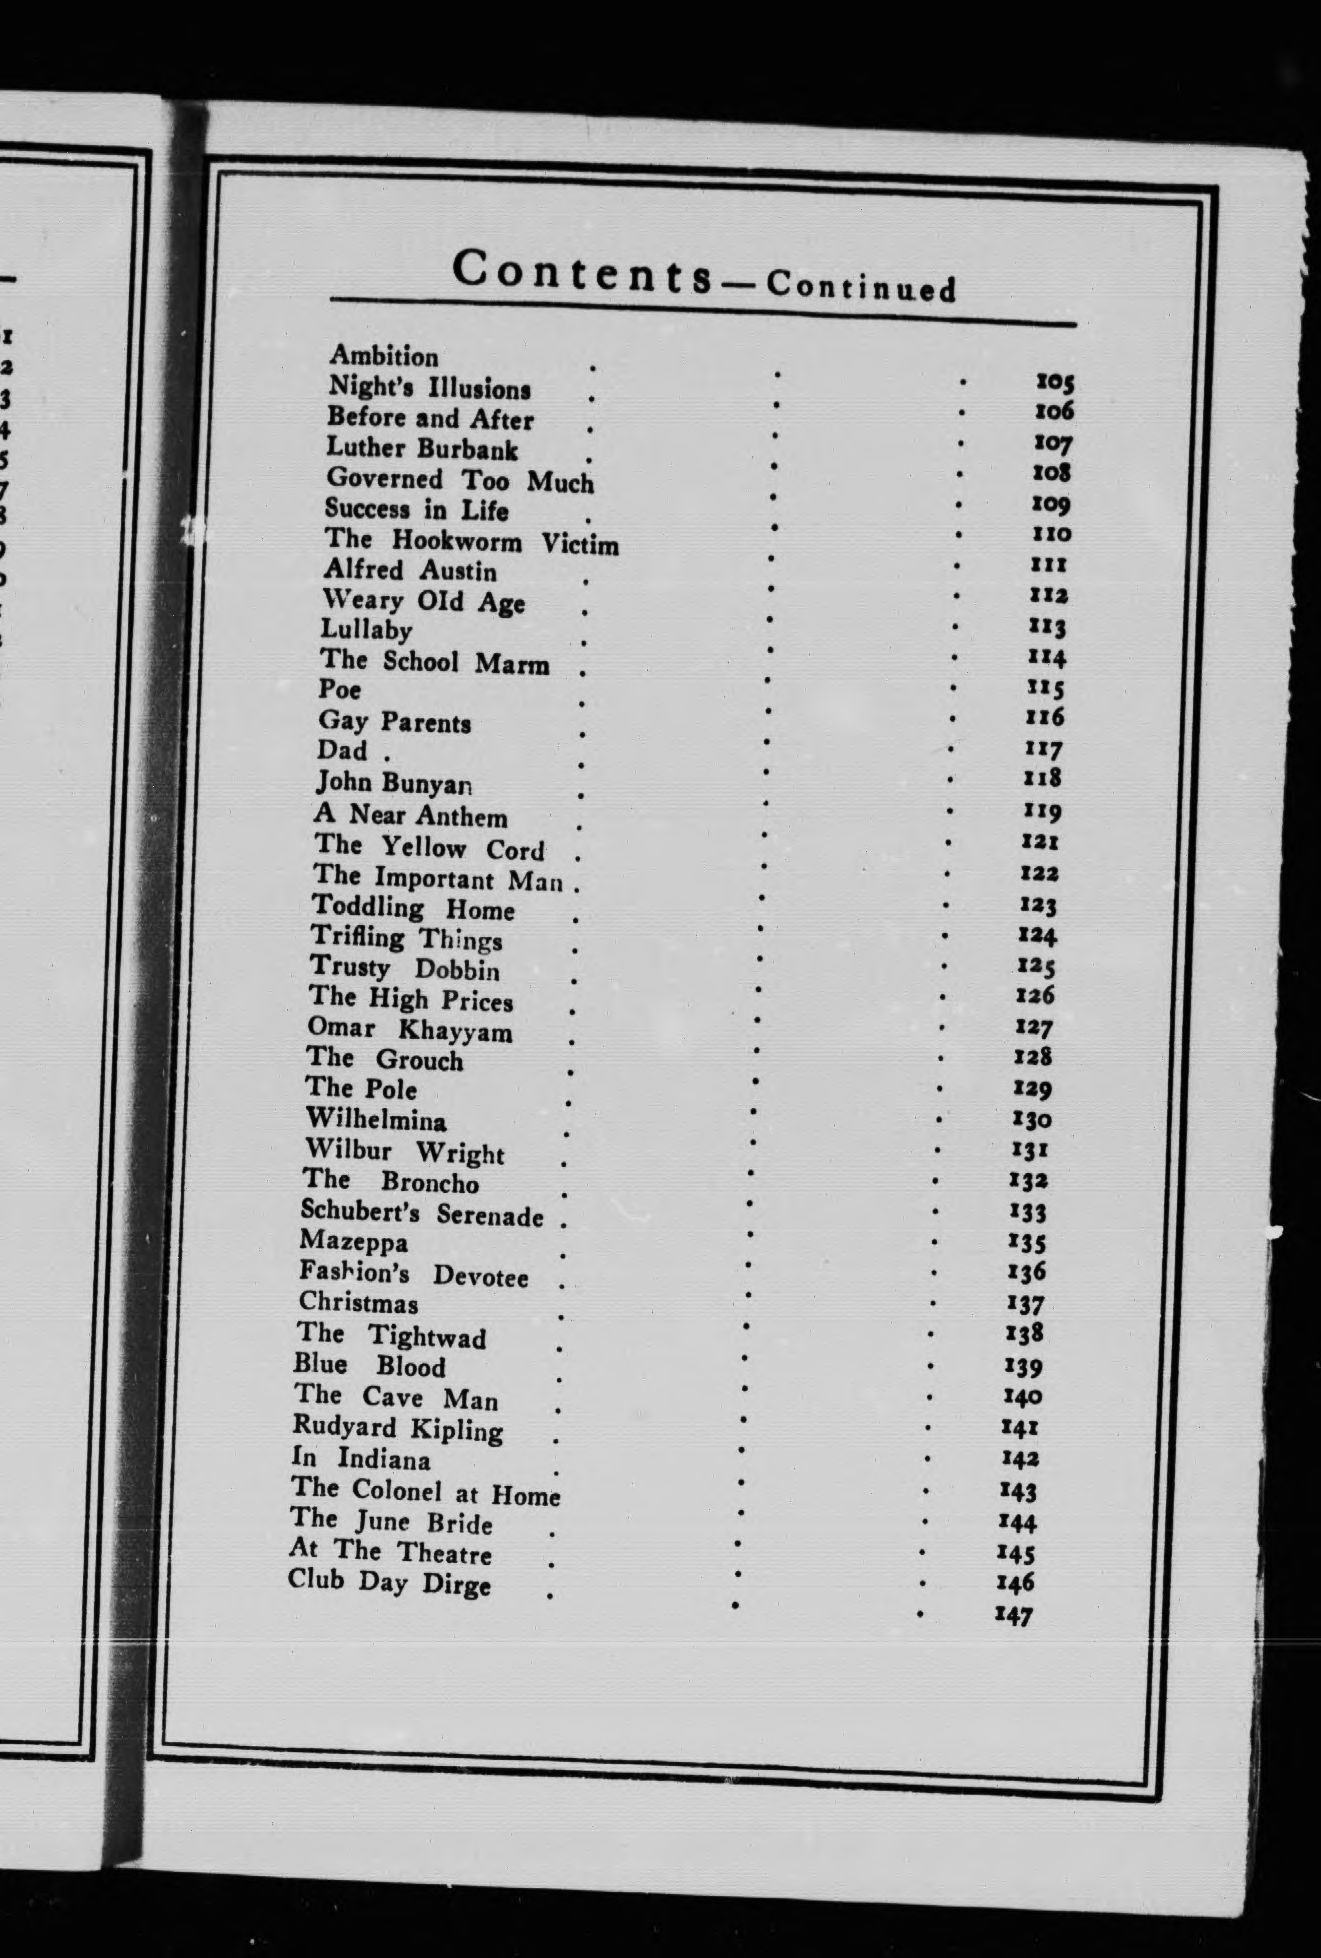 Contents—Continued
Ambition . . . 105
Night's Illusions . . . 106
Before and After . . . 107
Luther Burbank . . . 108
Governed Too Much . . 109
Success in Life . . . 110
The Hookworm Victim . . 111
Alfred Austin . . . 112
Weary Old Age . . . 113
Lullaby . . . 114
The School Marm . . . 115
Poe . . . 116
Gay Parents . . . 117
Dad . . . . 118
John Bunyan . . . 119
A Near Anthem . . . 121
The Yellow Cord . . . 122
The Important Man . . . 123
Toddling Home . . . 124
Trifling Things . . . 125
Trusty Dobbin . . . 126
The High Prices . . . 127
Omar Khayyam . . . 128
The Grouch . . . 129
The Pole . . . 130
Wilhelmina . . . 131
Wilbur Wright . . . 132
The Broncho . . . 133
Schubert's Serenade . . . 135
Mazeppa . . . 136
Fashion's Devotee . . . 137
Christmas . . . 138
The Tightwad . . . 139
Blue Blood . . . 140
The Cave Man . . . 141
Rudyard Kipling . . . 142
In Indiana . . . 143
The Colonel at Home . . 144
The June Bride . . . 145
At The Theatre . . . 146
Club Day Dirge . . . 147